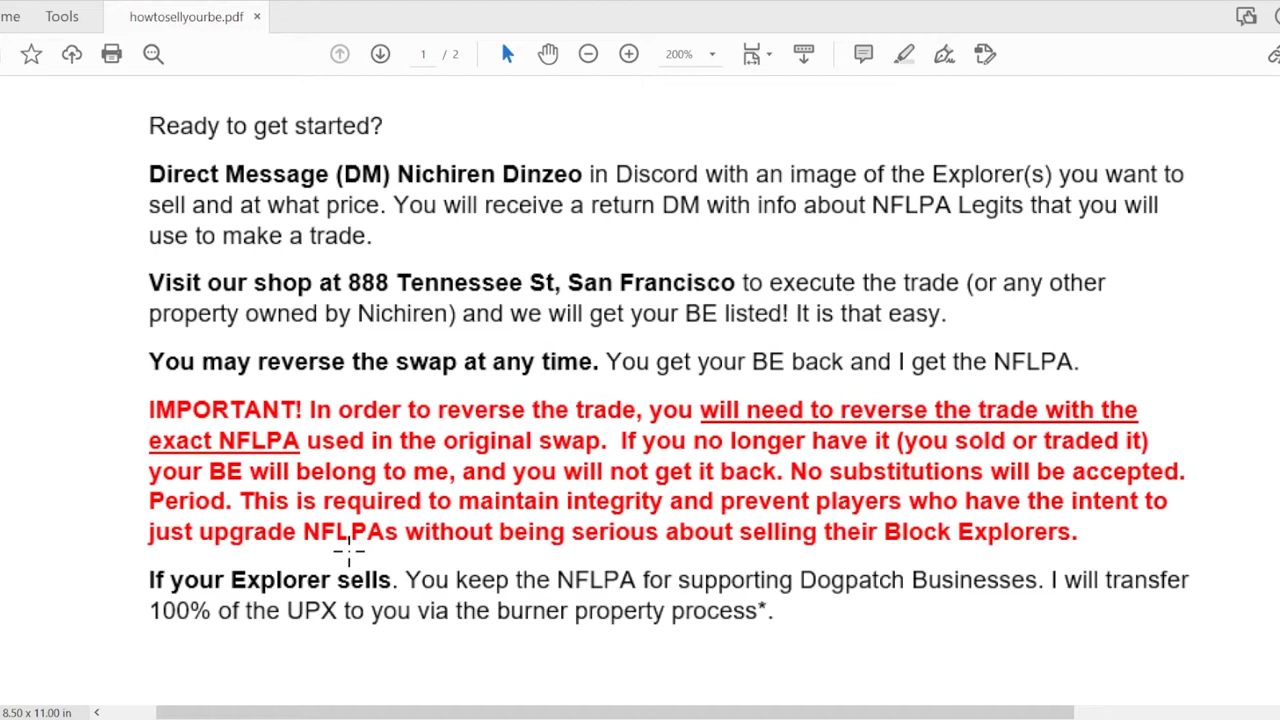 me
Tools
howtosellyourbe.pdf
×
1 / 2
200%
Ready to get started?
Direct Message (DM) Nichiren Dinzeo in Discord with an image of the Explorer(s) you want to
sell and at what price. You will receive a return DM with info about NFLPA Legits that you will
use to make a trade.
Visit our shop at 888 Tennessee St, San Francisco to execute the trade (or any other
property owned by Nichiren) and we will get your BE listed! It is that easy.
You may reverse the swap at any time. You get your BE back and I get the NFLPA.
IMPORTANT! In order to reverse the trade, you will need to reverse the trade with the
exact NFLPA used in the original swap. If you no longer have it (you sold or traded it)
your BE will belong to me, and you will not get it back. No substitutions will be accepted.
Period. This is required to maintain integrity and prevent players who have the intent to
just upgrade NFLPAs without being serious about selling their Block Explorers.
If your Explorer sells. You keep the NFLPA for supporting Dogpatch Businesses. I will transfer
100% of the UPX to you via the burner property process*.
8.50 x 11.00 in